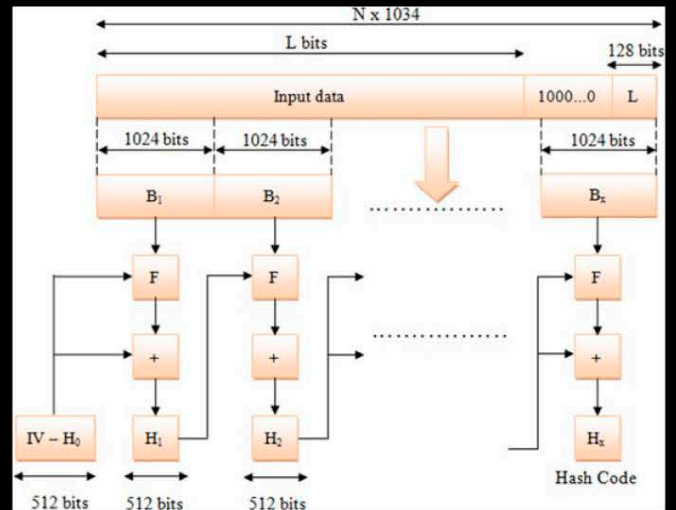 N x 1034
L bits
128 bits
Input data 1000...0 L
1024 bits 1024 bits 1024 bits
B₁ B₂ Bₓ
F F F
+ + +
IV – H₀ H₁ H₂ Hₓ
Hash Code
512 bits 512 bits 512 bits